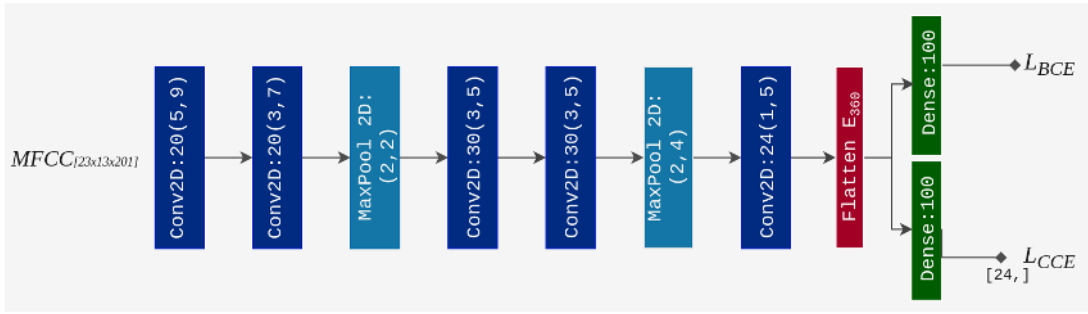 MFCC[23x13x201]
Conv2D:20(5,9)
Conv2D:20(3,7)
MaxPool 2D:
(2,2)
Conv2D:30(3,5)
Conv2D:30(3,5)
MaxPool 2D:
(2,4)
Conv2D:24(1,5)
Flatten E360
Dense:100
LBCE
Dense:100
LCCE
[24,]